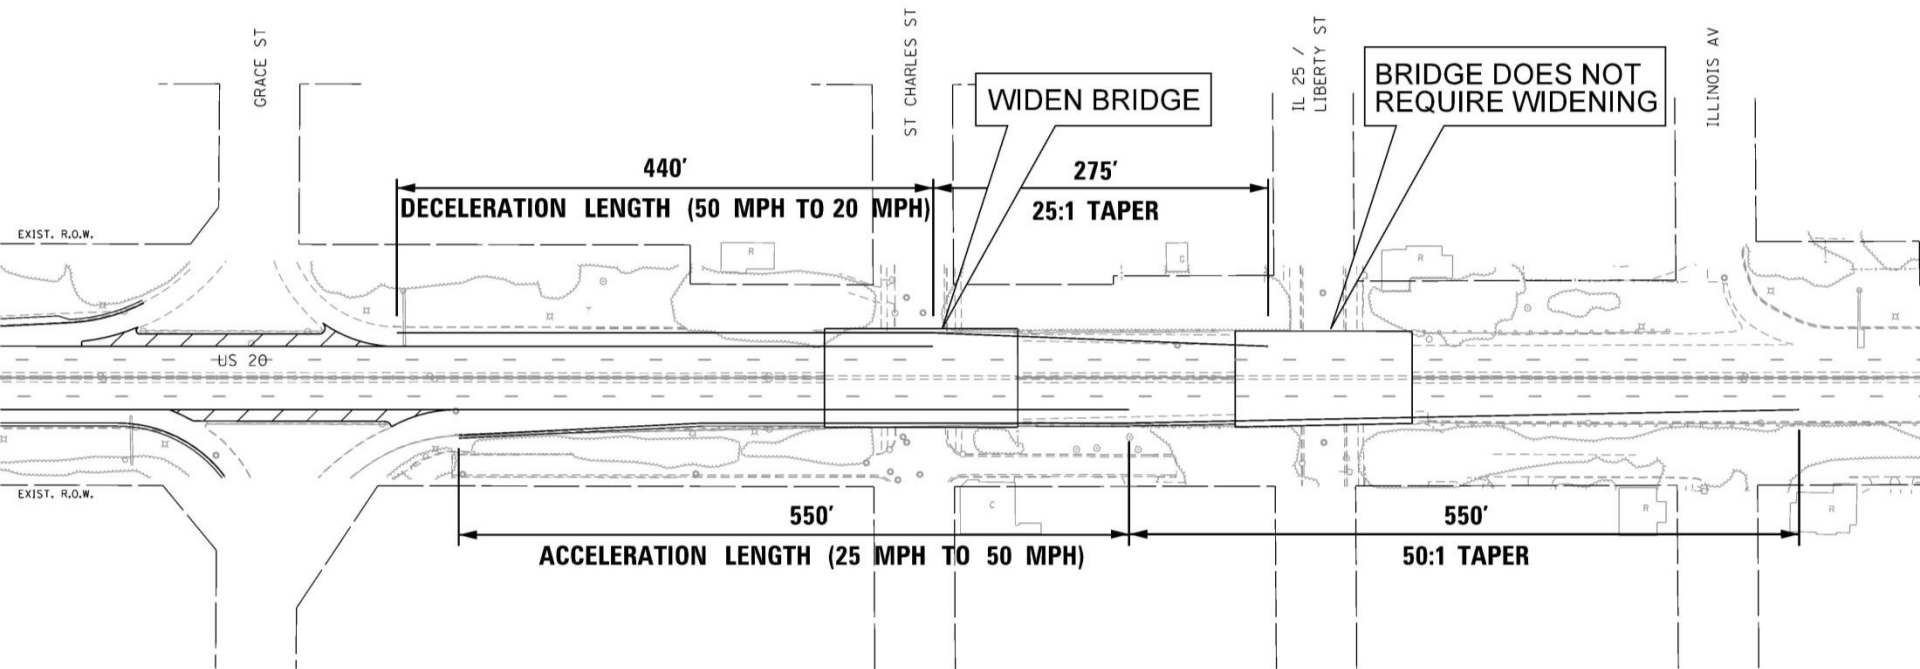 GRACE ST
ST CHARLES ST
IL 25 /
LIBERTY ST
ILLINOIS AV
WIDEN BRIDGE
BRIDGE DOES NOT
REQUIRE WIDENING
440'
275'
DECELERATION LENGTH (50 MPH TO 20 MPH)
25:1 TAPER
EXIST. R.O.W.
R
G
R
US 20
EXIST. R.O.W.
C
R
R
550'
550'
ACCELERATION LENGTH (25 MPH TO 50 MPH)
50:1 TAPER